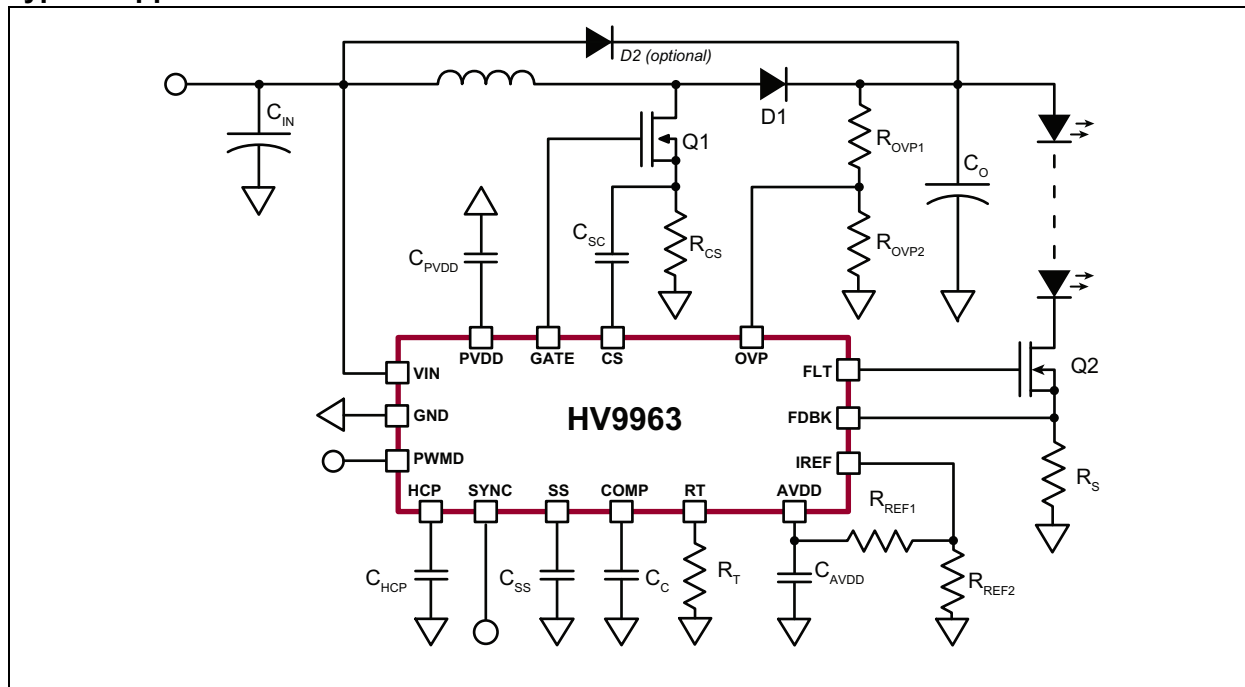 D2 (optional)
C_IN
D1
Q1
R_OVP1
C_O
C_SC
R_CS
R_OVP2
C_PVDD
PVDD
GATE
CS
OVP
VIN
FLT
Q2
GND
HV9963
FDBK
PWMD
IREF
HCP
SYNC
SS
COMP
RT
AVDD
R_S
R_REF1
C_HCP
C_SS
C_C
R_T
C_AVDD
R_REF2